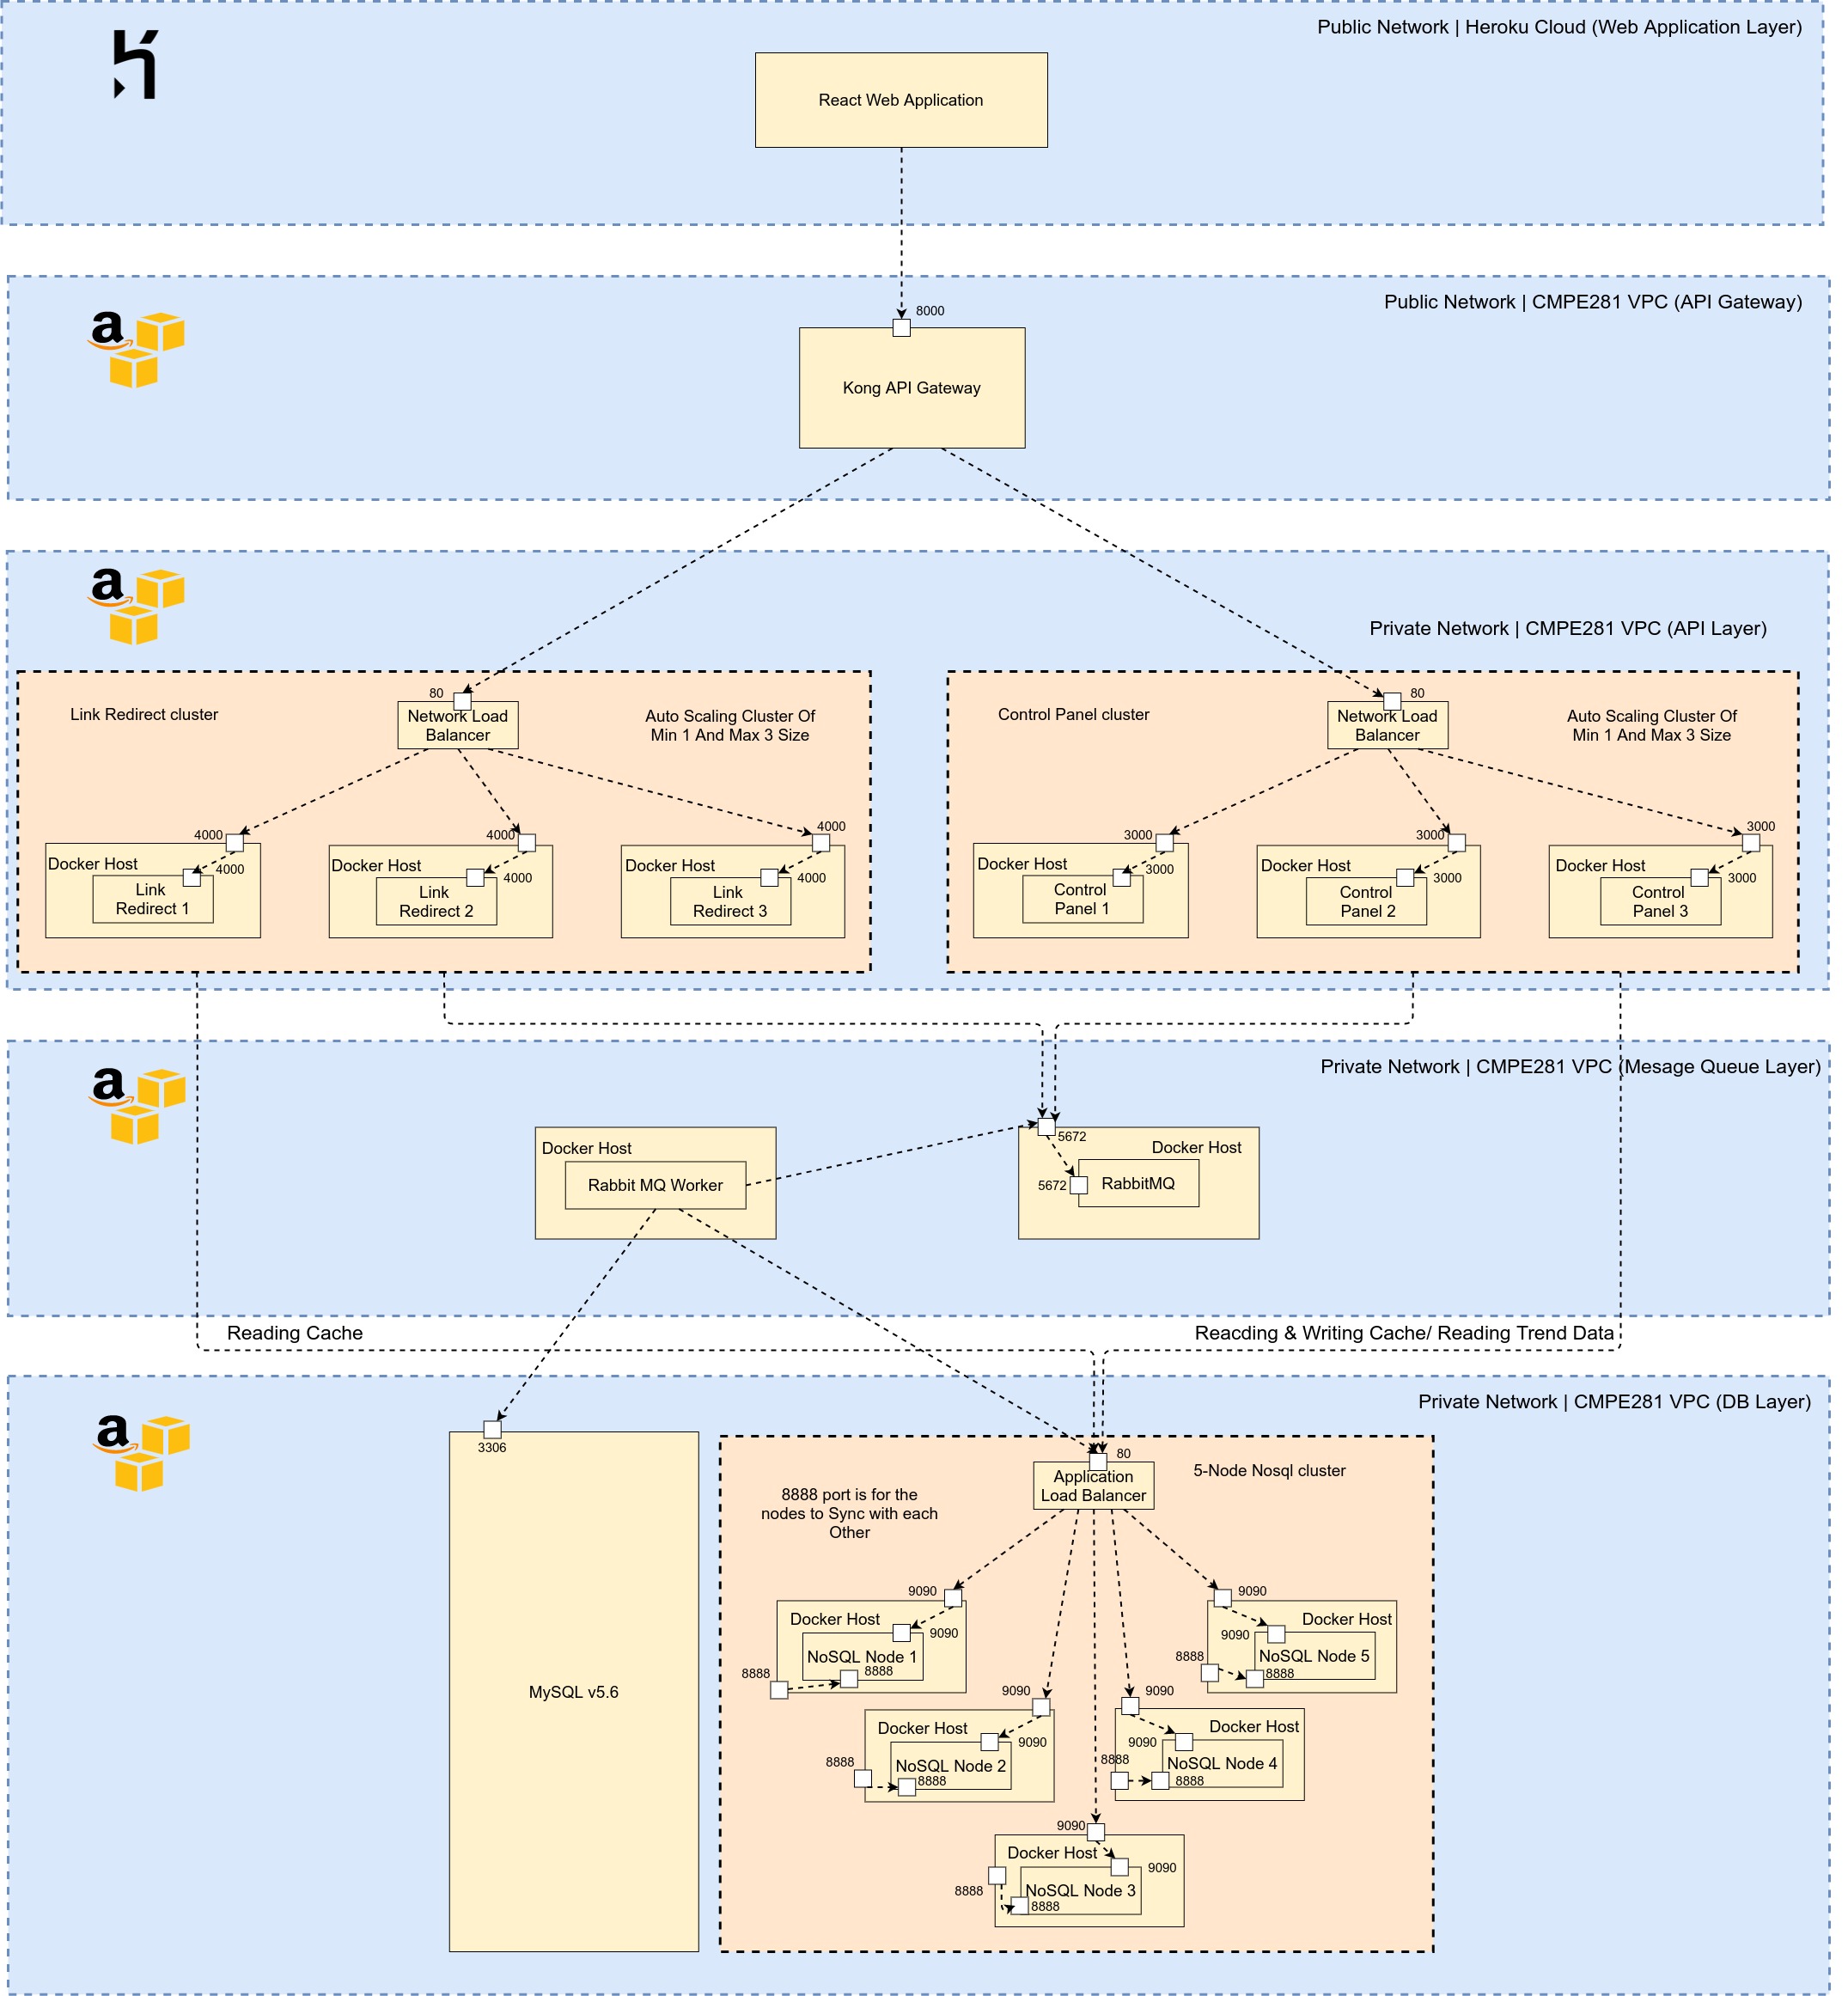 Public Network | Heroku Cloud (Web Application Layer)
React Web Application
Public Network | CMPE281 VPC (API Gateway)
a
8000
Kong API Gateway
a
Private Network | CMPE281 VPC (API Layer)
Link Redirect cluster
80
Network Load
Balancer
Auto Scaling Cluster Of
Min 1 And Max 3 Size
4000
Docker Host
4000
Link
Redirect 1
4000
Docker Host
4000
Link
Redirect 2
4000
Docker Host
4000
Link
Redirect 3
Control Panel cluster
80
Network Load
Balancer
Auto Scaling Cluster Of
Min 1 And Max 3 Size
3000
Docker Host
3000
Control
Panel 1
3000
Docker Host
3000
Control
Panel 2
3000
Docker Host
3000
Control
Panel 3
a
Private Network | CMPE281 VPC (Mesage Queue Layer)
Docker Host
Rabbit MQ Worker
5672
Docker Host
5672
RabbitMQ
Reading Cache
Reacding & Writing Cache/ Reading Trend Data
a
Private Network | CMPE281 VPC (DB Layer)
3306
MySQL v5.6
80
Application
Load Balancer
5-Node Nosql cluster
8888 port is for the
nodes to Sync with each
Other
9090
Docker Host
9090
NoSQL Node 1
8888
8888
9090
Docker Host
9090
NoSQL Node 5
8888
8888
9090
Docker Host
9090
NoSQL Node 2
8888
8888
9090
Docker Host
9090
NoSQL Node 4
8888
8888
9090
Docker Host
9090
NoSQL Node 3
8888
8888